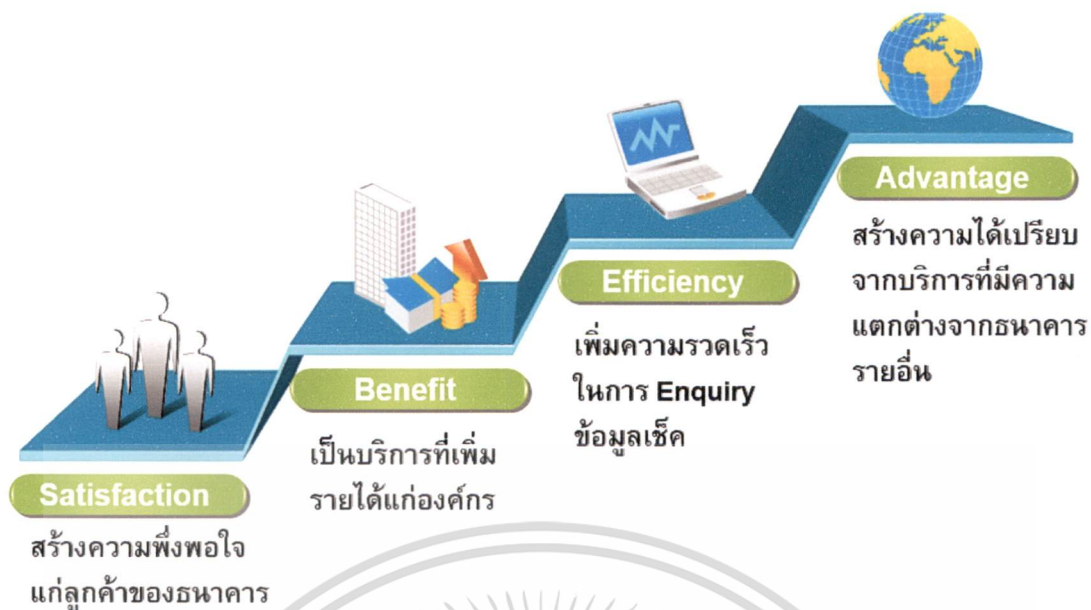 Satisfaction
สร้างความพึ่งพอใจ
แก่ลูกค้าของธนาคาร
Benefit
เป็นบริการที่เพิ่ม
รายได้แก่องค์กร
Efficiency
เพิ่มความรวดเร็ว
ในการ Enquiry
ข้อมูลเช็ค
Advantage
สร้างความได้เปรียบ
จากบริการที่มีความ
แตกต่างจากธนาคาร
รายอื่น